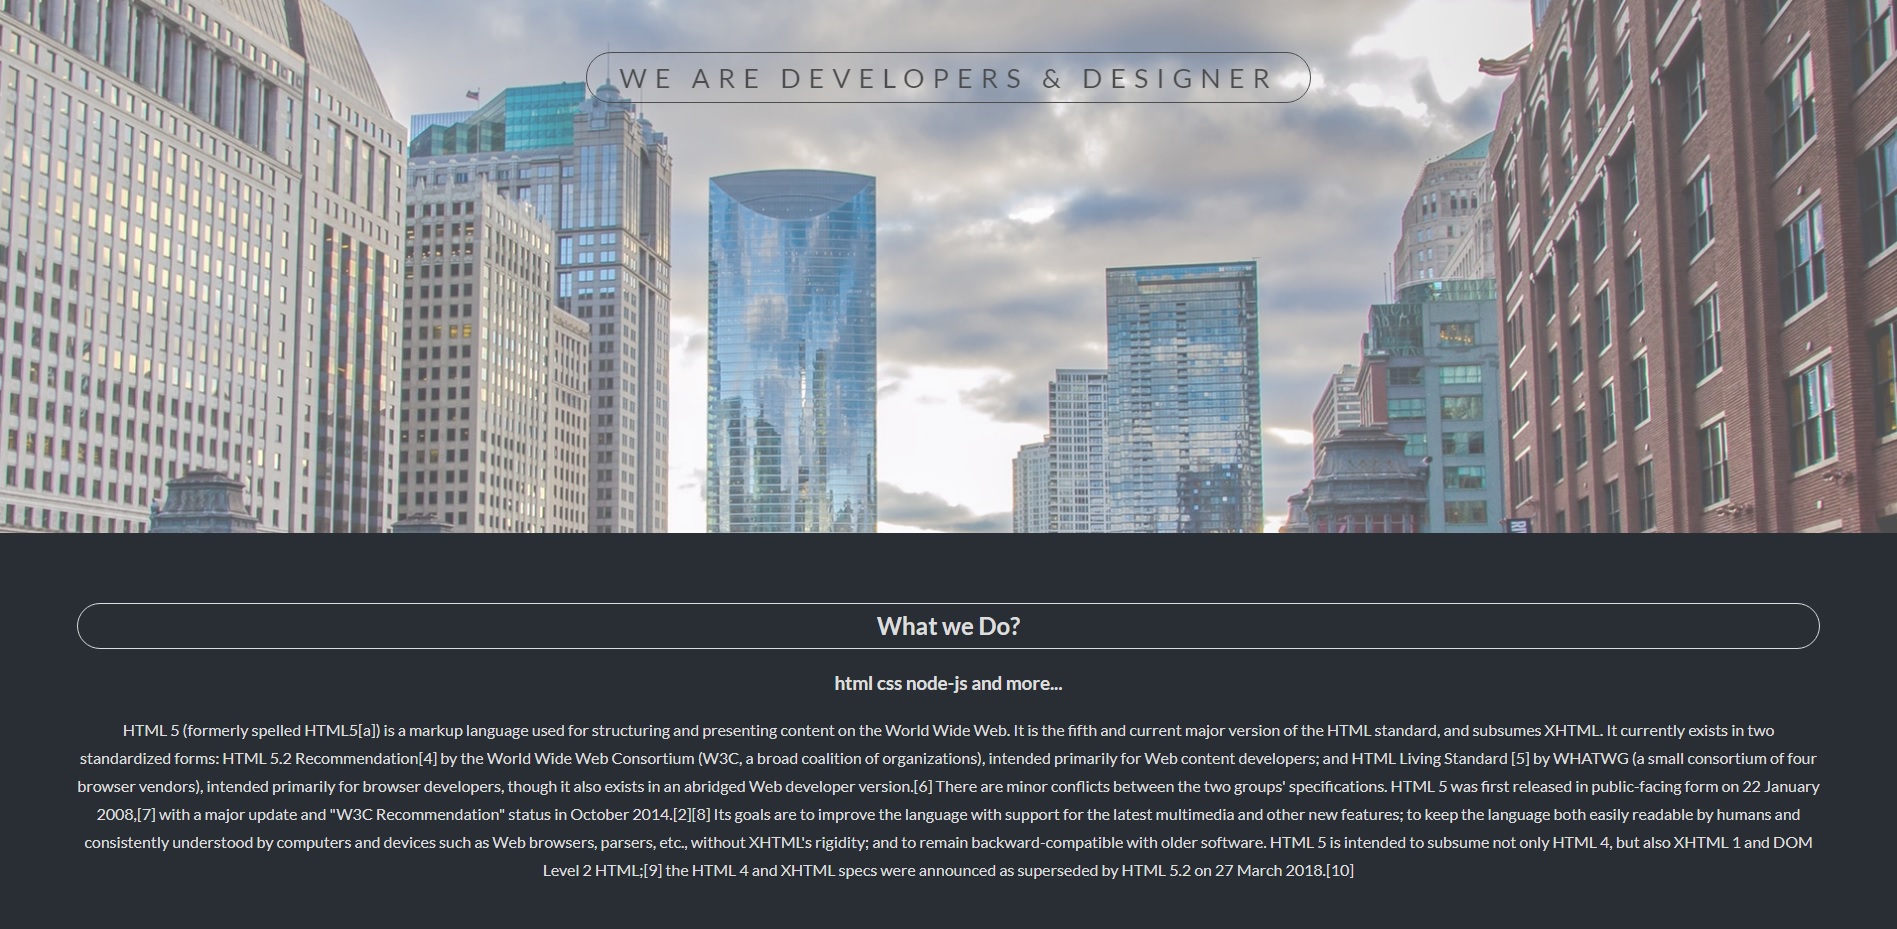 WE ARE DEVELOPERS & DESIGNER
What we Do?
html css node-js and more...
HTML 5 (formerly spelled HTML5[a]) is a markup language used for structuring and presenting content on the World Wide Web. It is the fifth and current major version of the HTML standard, and subsumes XHTML. It currently exists in two
standardized forms: HTML 5.2 Recommendation[4] by the World Wide Web Consortium (W3C, a broad coalition of organizations), intended primarily for Web content developers; and HTML Living Standard [5] by WHATWG (a small consortium of four
browser vendors), intended primarily for browser developers, though it also exists in an abridged Web developer version.[6] There are minor conflicts between the two groups' specifications. HTML 5 was first released in public-facing form on 22 January
2008,[7] with a major update and "W3C Recommendation" status in October 2014.[2][8] Its goals are to improve the language with support for the latest multimedia and other new features; to keep the language both easily readable by humans and
consistently understood by computers and devices such as Web browsers, parsers, etc., without XHTML's rigidity; and to remain backward-compatible with older software. HTML 5 is intended to subsume not only HTML 4, but also XHTML 1 and DOM
Level 2 HTML;[9] the HTML 4 and XHTML specs were announced as superseded by HTML 5.2 on 27 March 2018.[10]